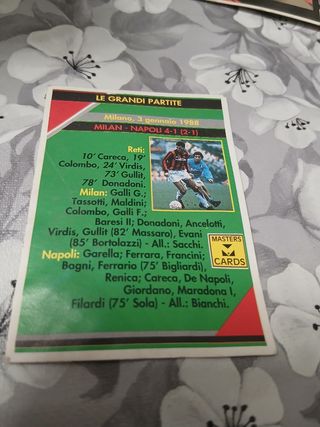 LE GRANDI PARTITE
Milano, 3 gennaio 1988
MILAN - NAPOLI 4-1 (2-1)
Reti:
10' Careca, 19'
Colombo, 24' Virdis,
73' Gullit,
78' Donadoni.
Milan: Galli G.;
Tassotti, Maldini;
Colombo, Galli F.;
Baresi II; Donadoni, Ancelotti,
Virdis, Gullit (82' Massaro), Evani
(85' Bortolazzi) - All.: Sacchi.
Napoli: Garella; Ferrara, Francini;
Bagni, Ferrario (75' Bigliardi),
Renica; Careca, De Napoli,
Giordano, Maradona I,
Filardi (75' Sola) - All.: Bianchi.
MASTERS
CARDS